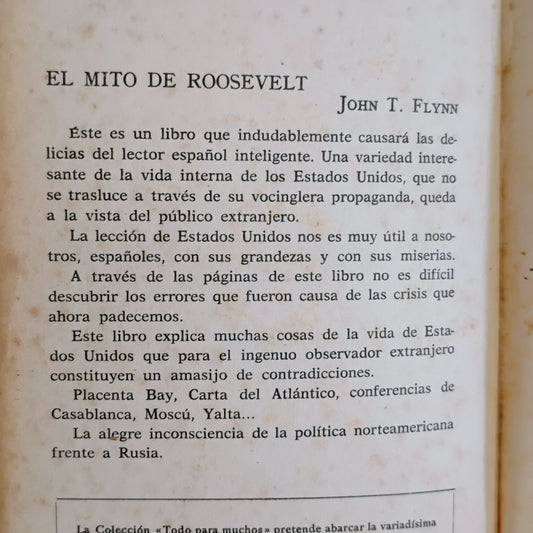 EL MITO DE ROOSEVELT
JOHN T. FLYNN
Éste es un libro que indudablemente causará las de-
licias del lector español inteligente. Una variedad intere-
sante de la vida interna de los Estados Unidos, que no
se trasluce a través de su vocinglera propaganda, queda
a la vista del público extranjero.
La lección de Estados Unidos nos es muy útil a noso-
tros, españoles, con sus grandezas y con sus miserias.
A través de las páginas de este libro no es difícil
descubrir los errores que fueron causa de las crisis que
ahora padecemos.
Este libro explica muchas cosas de la vida de Esta-
dos Unidos que para el ingenuo observador extranjero
constituyen un amasijo de contradicciones.
Placenta Bay, Carta del Atlántico, conferencias de
Casablanca, Moscú, Yalta...
La alegre inconsciencia de la política norteamericana
frente a Rusia.
La Colección «Todo para muchos» pretende abarcar la variadísima